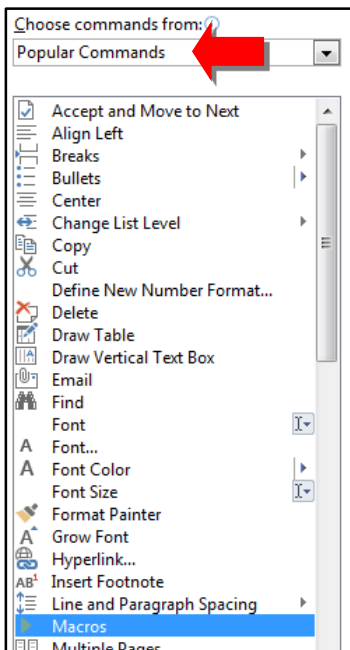 Choose commands from:
Popular Commands
Accept and Move to Next
Align Left
Breaks
Bullets
Center
Change List Level
Copy
Cut
Define New Number Format...
Delete
Draw Table
Draw Vertical Text Box
Email
Find
Font
Font...
Font Color
Font Size
Format Painter
Grow Font
Hyperlink...
Insert Footnote
Line and Paragraph Spacing
Macros
Multiple Pages